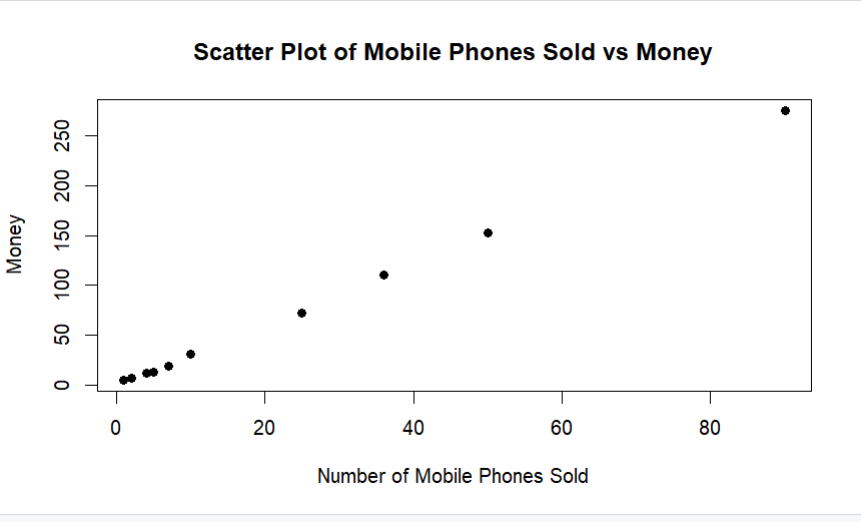 Scatter Plot of Mobile Phones Sold vs Money
250
200
150
100
50
0
Money
0 20 40 60 80
Number of Mobile Phones Sold